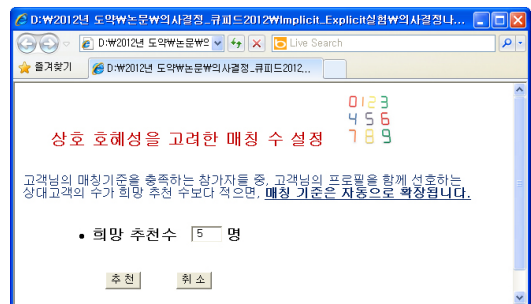 D:₩2012년 도약₩논문₩의사결정_큐피드2012₩Implicit_Explicit실험₩의사결정나...
D:₩2012년 도약₩논문₩의
Live Search
즐겨찾기
D:₩2012년 도약₩논문₩의사결정_큐피드2012,...
0123
456
789
상호 호혜성을 고려한 매칭 수 설정
고객님의 매칭기준을 충족하는 참가자들 중, 고객님의 프로필을 함께 선호하는
상대고객의 수가 희망 추천 수보다 적으면, 매칭 기준은 자동으로 확장됩니다.
• 희망 추천수 5 명
추천 취소